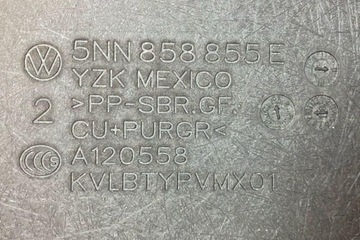 5NN 858 855 E
YZK MEXICO
2 >PP-SBR.GF.
CU+PURGR<
A120558
KVLBTYPVMX01